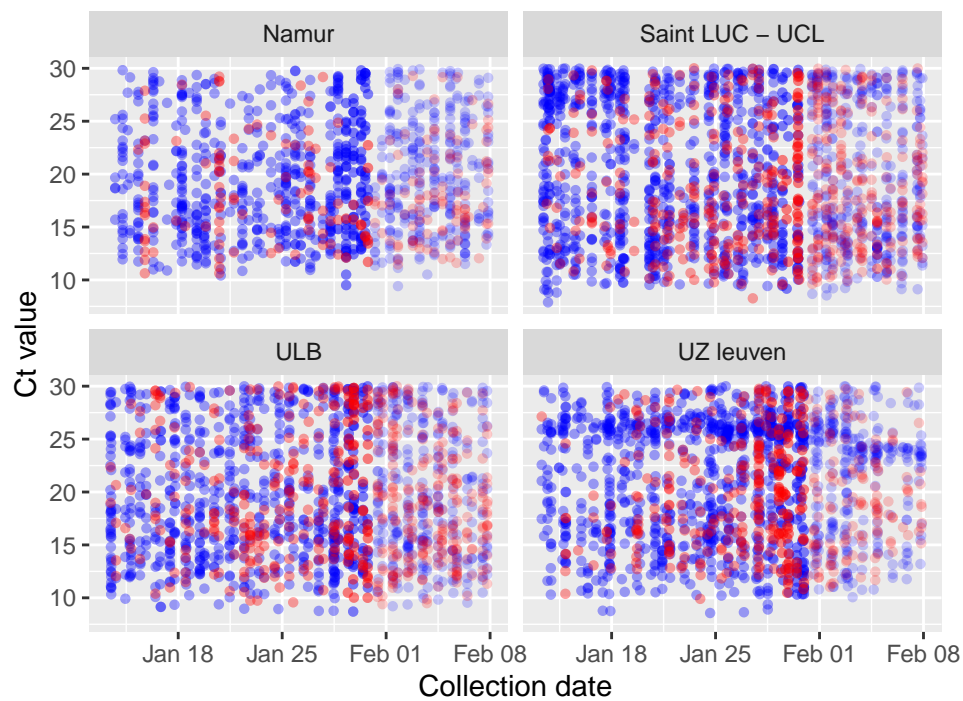 Namur
Saint LUC − UCL
30
25
20
15
10
Ct value
ULB
UZ leuven
30
25
20
15
10
Jan 18 Jan 25 Feb 01 Feb 08 Jan 18 Jan 25 Feb 01 Feb 08
Collection date